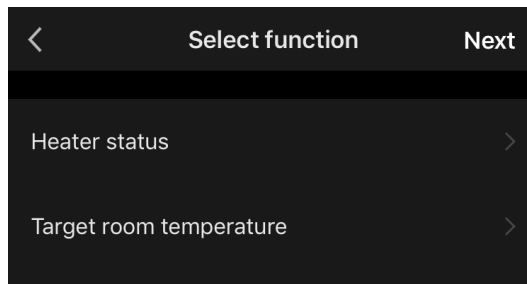 Select function
Next
Heater status
Target room temperature